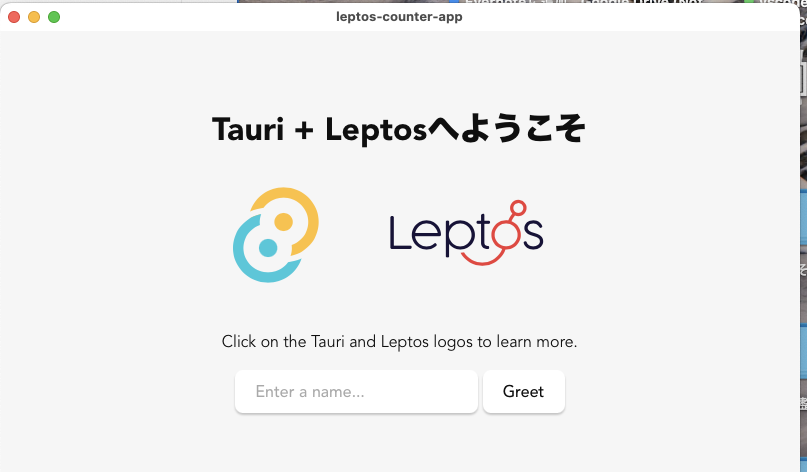 leptos-counter-app
Tauri + Leptosへようこそ
Leptos
Click on the Tauri and Leptos logos to learn more.
Enter a name...
Greet